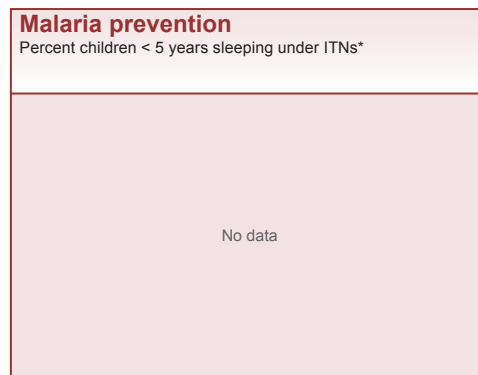 Malaria prevention
Percent children < 5 years sleeping under ITNs*
No data